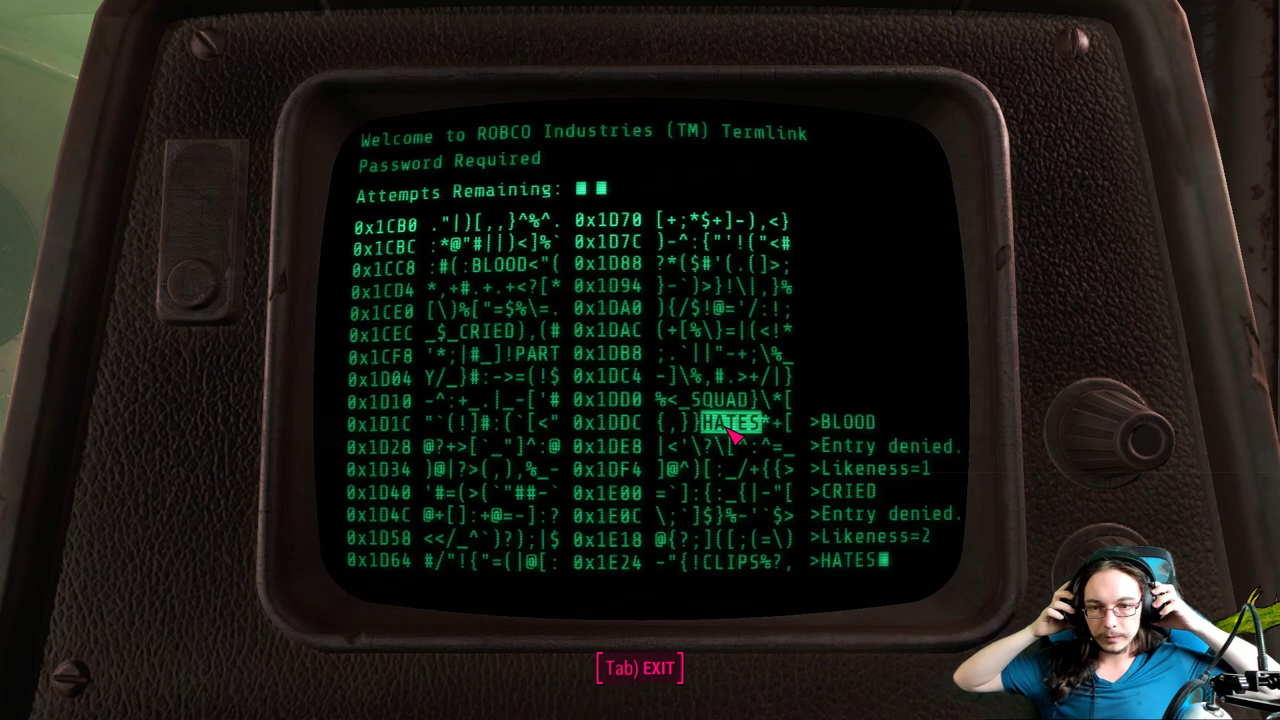 Welcome to ROBCO Industries (TM) Termlink
Password Required
Attempts Remaining: ■ ■
0x1CB0 ."|)[,,}^%^. 0x1D70 [+;*$+]-),<}
0x1CBC :*@"#||)<]%` 0x1D7C )-^:{"'!("<#
0x1CC8 :#(:BLOOD<"( 0x1D88 ?*($#'(.(]>;
0x1CD4 *,+#.+.+<?[* 0x1D94 }-`)>}!\|,}%
0x1CE0 [\)%["=$%\=. 0x1DA0 ){/$!@='/:!;
0x1CEC _$_CRIED),(# 0x1DAC (+[%\}=|(<!*
0x1CF8 '*;|#_]!PART 0x1DB8 ;.`||"-+;\%_
0x1D04 Y/_}#:->=(!$ 0x1DC4 -]\%,#.>+/|}
0x1D10 -^:+_.|_-['# 0x1DD0 %<_SQUAD}\*[
0x1D1C "`(!]#:(`[<" 0x1DDC {,}}HATES*+[ >BLOOD
0x1D28 @?+>[`_"]^:@ 0x1DE8 |<'\?\[^:^=_ >Entry denied.
0x1D34 )@|?>(,),%_- 0x1DF4 ]@^)[:_/+{{> >Likeness=1
0x1D40 '#=(>(`"##-` 0x1E00 =`]:{:_{|-"[ >CRIED
0x1D4C @+[]:+@=-]:? 0x1E0C \;`]$}%-'`$> >Entry denied.
0x1D58 <</_^`)?);|$ 0x1E18 @{?;]([;(=\) >Likeness=2
0x1D64 #/"!{"=(|@[: 0x1E24 -"{!CLIPS%?, >HATES■
[Tab) EXIT]